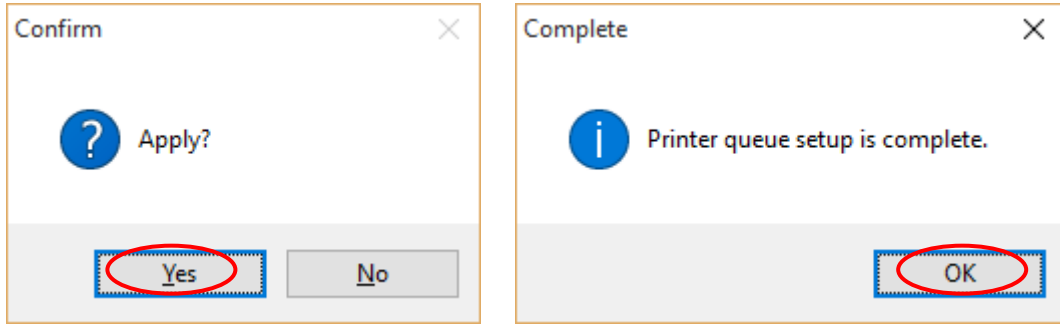 Confirm
Apply?
Yes
No
Complete
Printer queue setup is complete.
OK